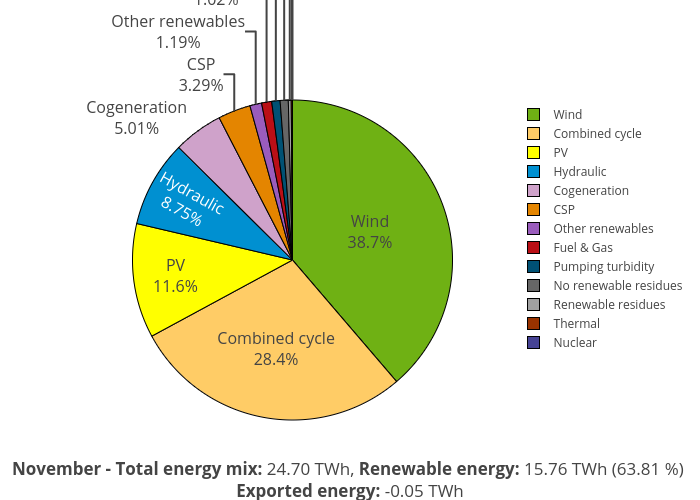 1.02%
Other renewables
1.19%
CSP
3.29%
Cogeneration
5.01%
Hydraulic
8.75%
PV
11.6%
Combined cycle
28.4%
Wind
38.7%
Wind
Combined cycle
PV
Hydraulic
Cogeneration
CSP
Other renewables
Fuel & Gas
Pumping turbidity
No renewable residues
Renewable residues
Thermal
Nuclear
November - Total energy mix: 24.70 TWh, Renewable energy: 15.76 TWh (63.81 %)
Exported energy: -0.05 TWh